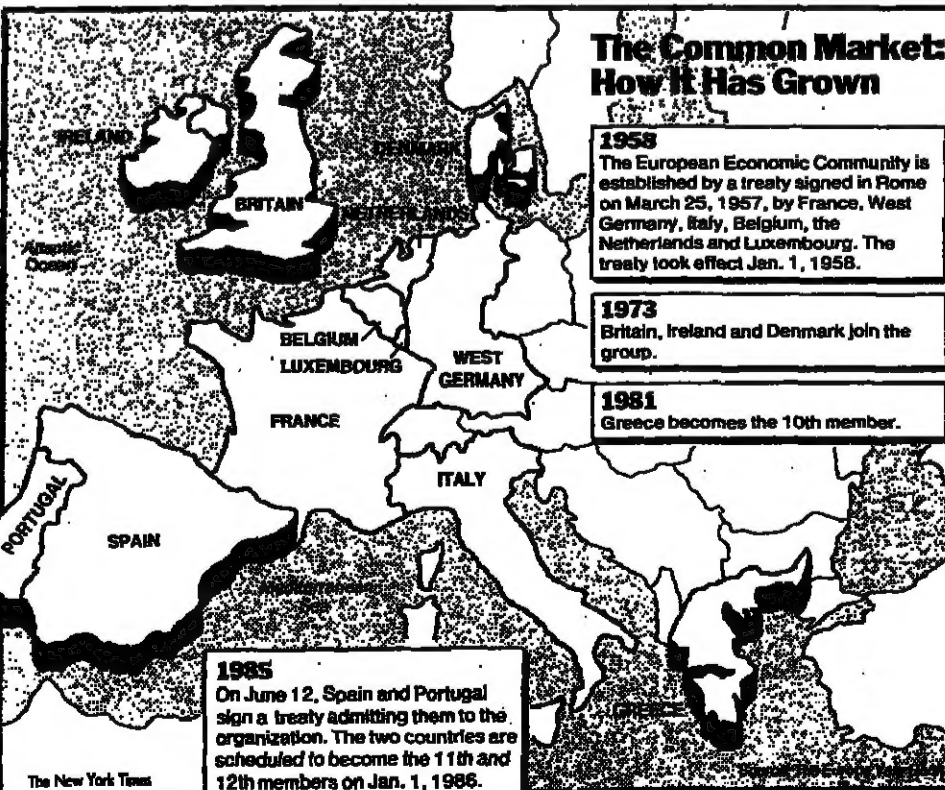 The Common Market:
How It Has Grown
1958
The European Economic Community is
established by a treaty signed in Rome
on March 25, 1957, by France, West
Germany, Italy, Belgium, the
Netherlands and Luxembourg. The
treaty took effect Jan. 1, 1958.
1973
Britain, Ireland and Denmark join the
group.
1981
Greece becomes the 10th member.
IRELAND
BRITAIN
DENMARK
NETHERLANDS
Atlantic
Ocean
BELGIUM
LUXEMBOURG
WEST
GERMANY
FRANCE
ITALY
PORTUGAL
SPAIN
GREECE
1985
On June 12, Spain and Portugal
sign a treaty admitting them to the
organization. The two countries are
scheduled to become the 11th and
12th members on Jan. 1, 1986.
The New York Times